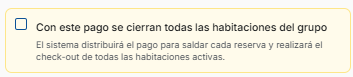 Con este pago se cierran todas las habitaciones del grupo
El sistema distribuirá el pago para saldar cada reserva y realizará el
check-out de todas las habitaciones activas.